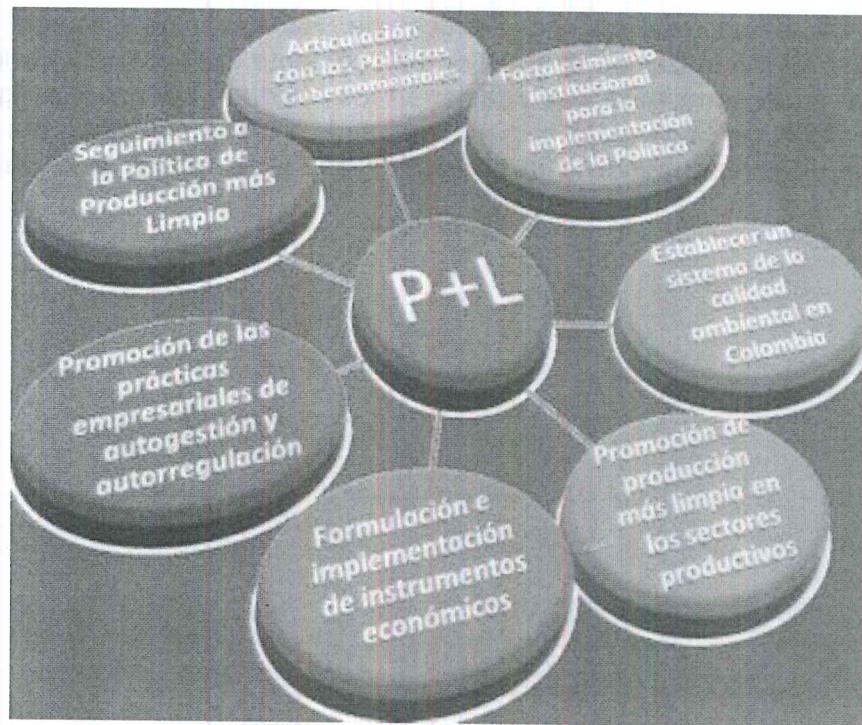 Articulación
con las Políticas
Gubernamentales
Fortalecimiento
institucional
para la
implementación
de la Política
Seguimiento a
la Política de
Producción más
Limpia
P+L
Establecer un
sistema de la
calidad
ambiental en
Colombia
Promoción de las
prácticas
empresariales de
autogestión y
autorregulación
Promoción de
producción
más limpia en
los sectores
productivos
Formulación e
implementación
de instrumentos
económicos